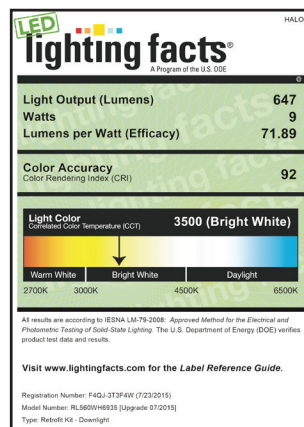 HALO
LED
lighting facts®
A Program of the U.S. DOE
Light Output (Lumens) 647
Watts 9
Lumens per Watt (Efficacy) 71.89
Color Accuracy 92
Color Rendering Index (CRI)
Light Color 3500 (Bright White)
Correlated Color Temperature (CCT)
Warm White Bright White Daylight
2700K 3000K 4500K 6500K
All results are according to IESNA LM-79-2008: Approved Method for the Electrical and
Photometric Testing of Solid-State Lighting. The U.S. Department of Energy (DOE) verifies
product test data and results.
Visit www.lightingfacts.com for the Label Reference Guide.
Registration Number: F4QJ-3T3F4W (7/23/2015)
Model Number: RL560WH6935 [Upgrade 07/2015]
Type: Retrofit Kit - Downlight